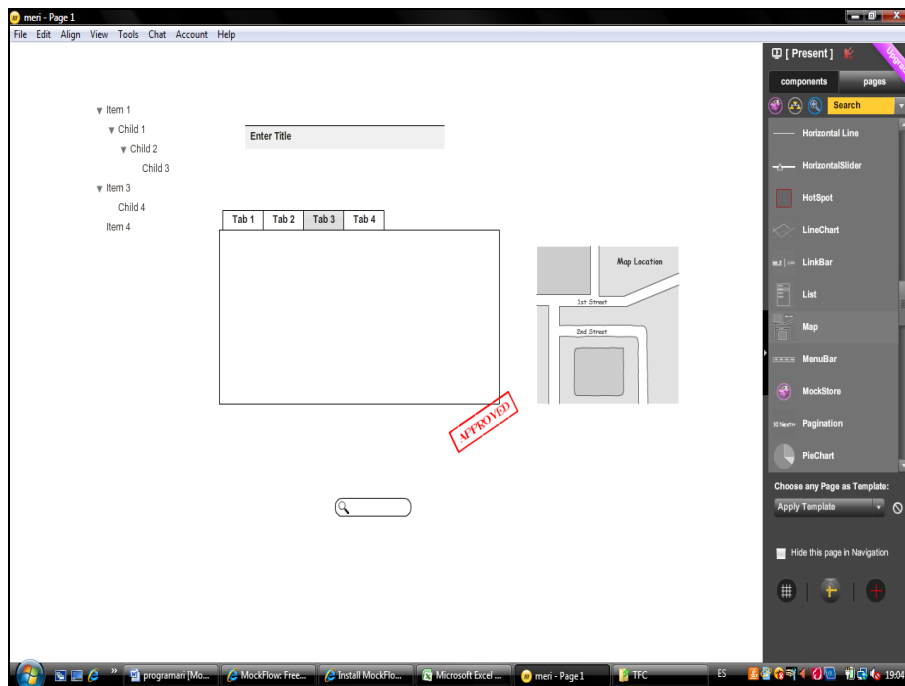 meri - Page 1
File Edit Align View Tools Chat Account Help
[ Present ]
Upgra
components pages
Search
Item 1
Child 1
Child 2
Child 3
Item 3
Child 4
Item 4
Enter Title
Tab 1 Tab 2 Tab 3 Tab 4
Map Location
1st Street
2nd Street
APPROVED
Horizontal Line
HorizontalSlider
HotSpot
LineChart
LinkBar
List
Map
MenuBar
MockStore
Pagination
PieChart
Choose any Page as Template:
Apply Template
Hide this page in Navigation
programari [Mo... MockFlow: Free... Install MockFlo... Microsoft Excel ... meri - Page 1 TFC ES 19:04